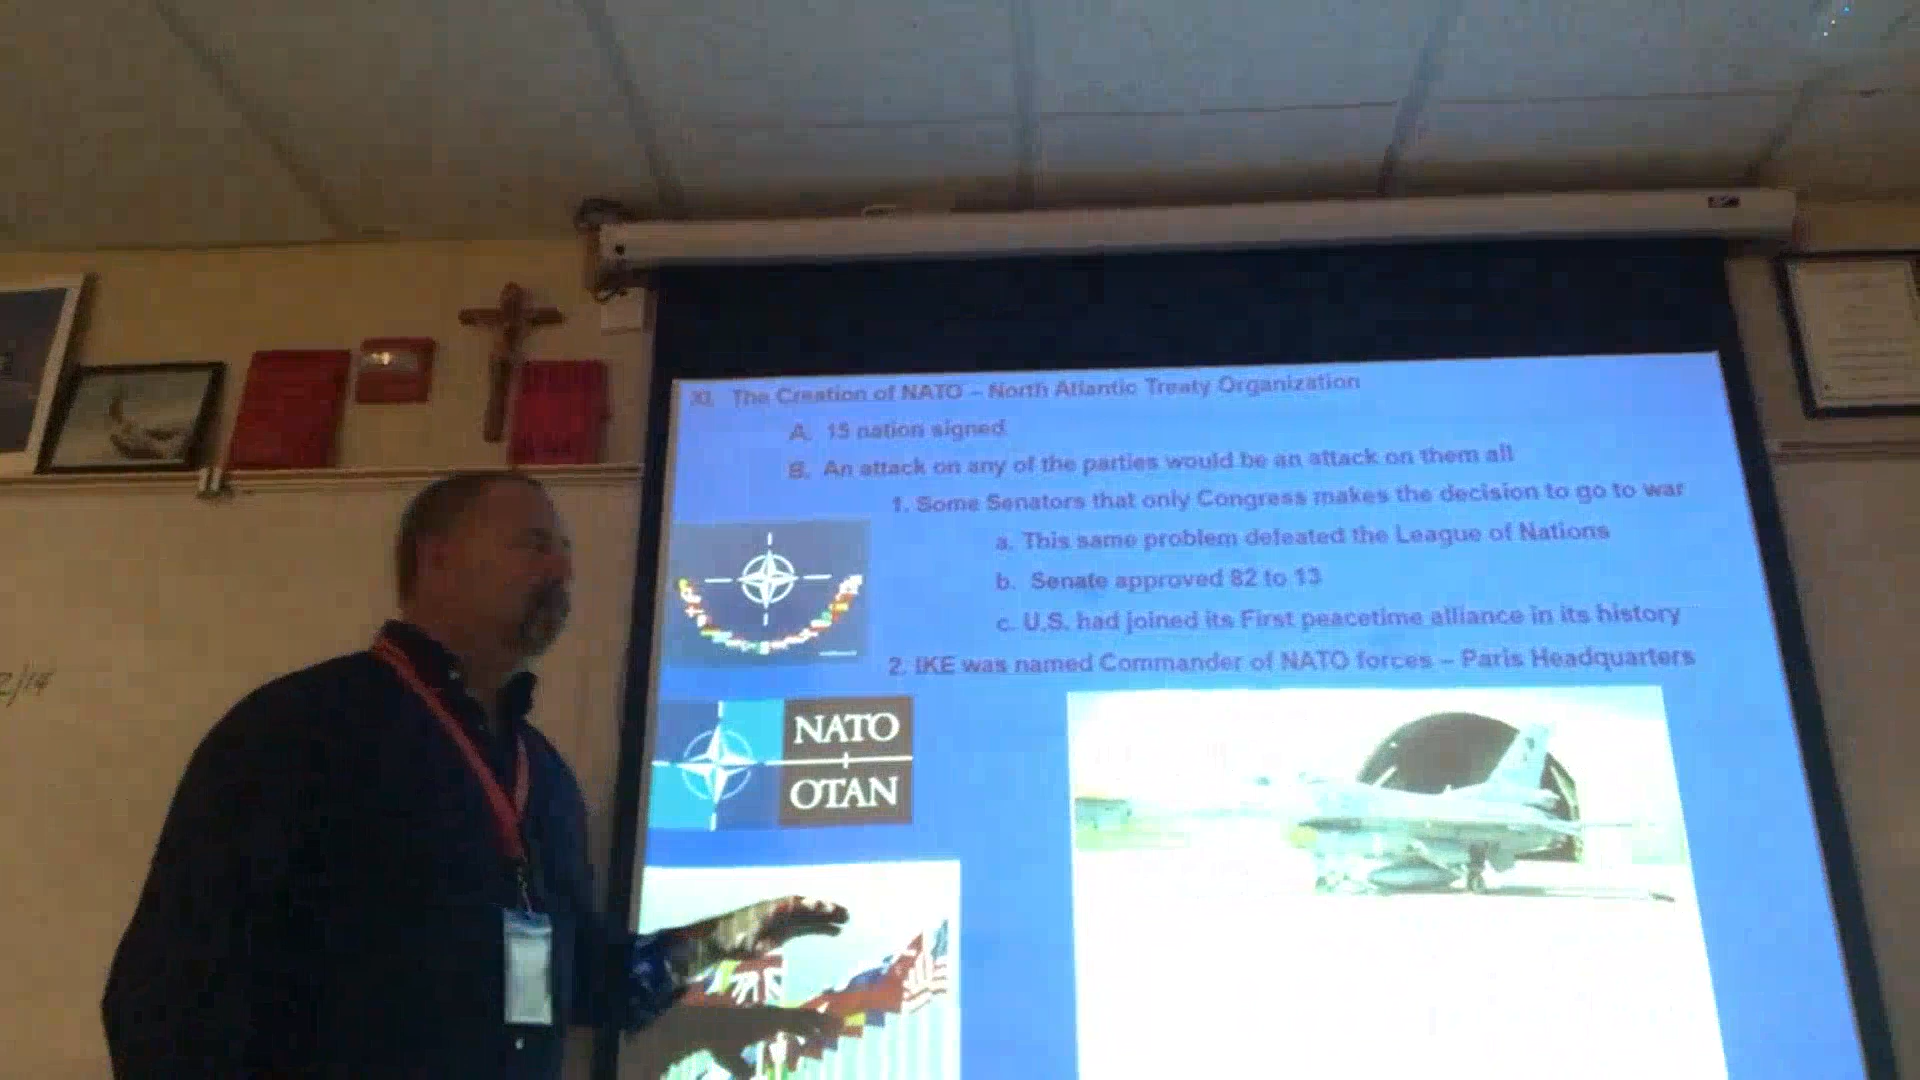 XI. The Creation of NATO – North Atlantic Treaty Organization
A. 15 nation signed
B. An attack on any of the parties would be an attack on them all
1. Some Senators that only Congress makes the decision to go to war
a. This same problem defeated the League of Nations
b. Senate approved 82 to 13
c. U.S. had joined its First peacetime alliance in its history
2. IKE was named Commander of NATO forces – Paris Headquarters
NATO
OTAN
2/14